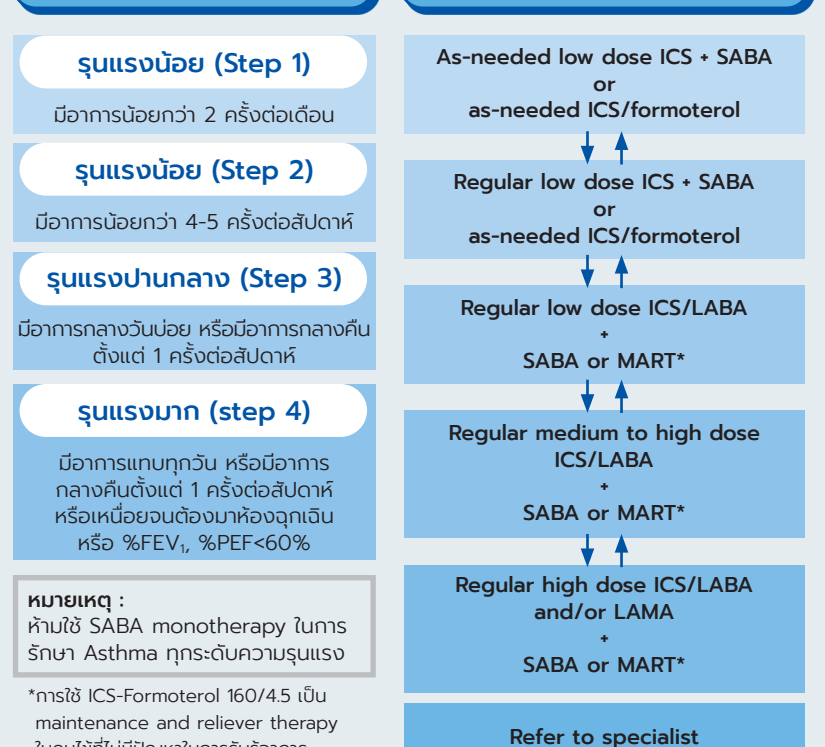 รุนแรงน้อย (Step 1)
มีอาการน้อยกว่า 2 ครั้งต่อเดือน
รุนแรงน้อย (Step 2)
มีอาการน้อยกว่า 4-5 ครั้งต่อสัปดาห์
รุนแรงปานกลาง (Step 3)
มีอาการกลางวันบ่อย หรือมีอาการกลางคืน
ตั้งแต่ 1 ครั้งต่อสัปดาห์
รุนแรงมาก (step 4)
มีอาการแทบทุกวัน หรือมีอาการ
กลางคืนตั้งแต่ 1 ครั้งต่อสัปดาห์
หรือเหนื่อยจนต้องมาห้องฉุกเฉิน
หรือ %FEV₁, %PEF<60%
หมายเหตุ :
ห้ามใช้ SABA monotherapy ในการ
รักษา Asthma ทุกระดับความรุนแรง
*การใช้ ICS-Formoterol 160/4.5 เป็น
maintenance and reliever therapy
As-needed low dose ICS + SABA
or
as-needed ICS/formoterol
Regular low dose ICS + SABA
or
as-needed ICS/formoterol
Regular low dose ICS/LABA
+
SABA or MART*
Regular medium to high dose
ICS/LABA
+
SABA or MART*
Regular high dose ICS/LABA
and/or LAMA
+
SABA or MART*
Refer to specialist